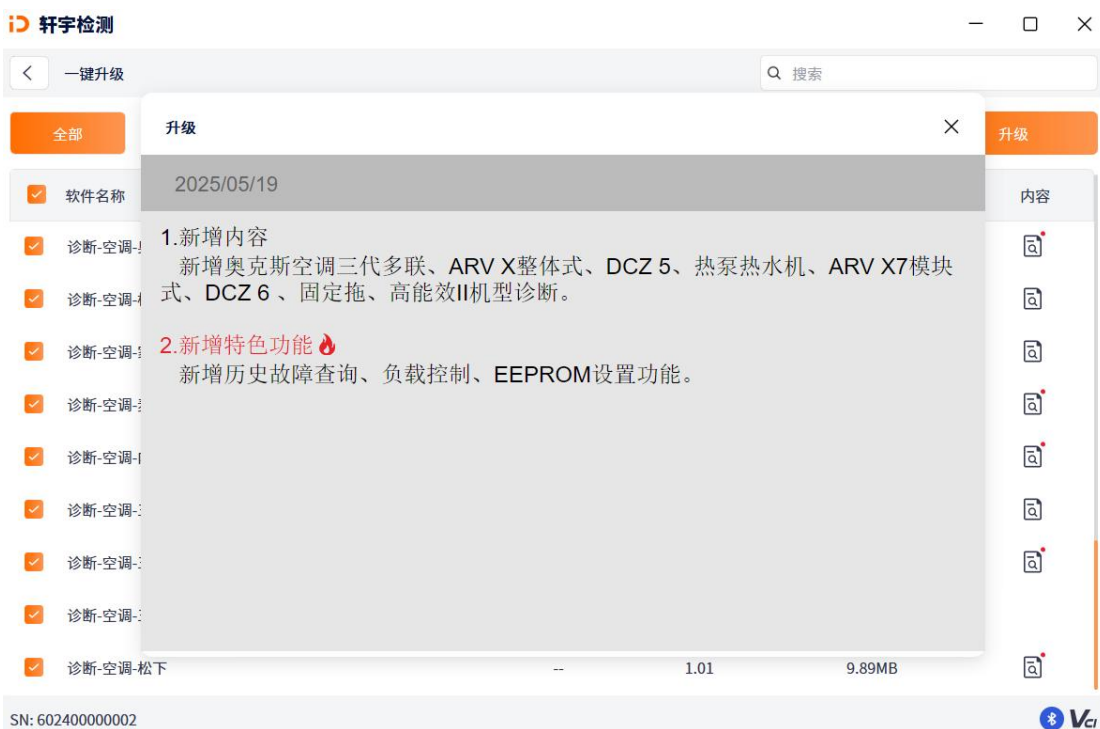 轩宇检测
一键升级
搜索
全部
升级
升级
2025/05/19
软件名称
内容
1.新增内容
新增奥克斯空调三代多联、ARV X整体式、DCZ 5、热泵热水机、ARV X7模块
式、DCZ 6 、固定拖、高能效II机型诊断。
2.新增特色功能
新增历史故障查询、负载控制、EEPROM设置功能。
诊断-空调-
诊断-空调-
诊断-空调-
诊断-空调-
诊断-空调-
诊断-空调-
诊断-空调-
诊断-空调-
诊断-空调-松下 -- 1.01 9.89MB
SN: 602400000002
VCI